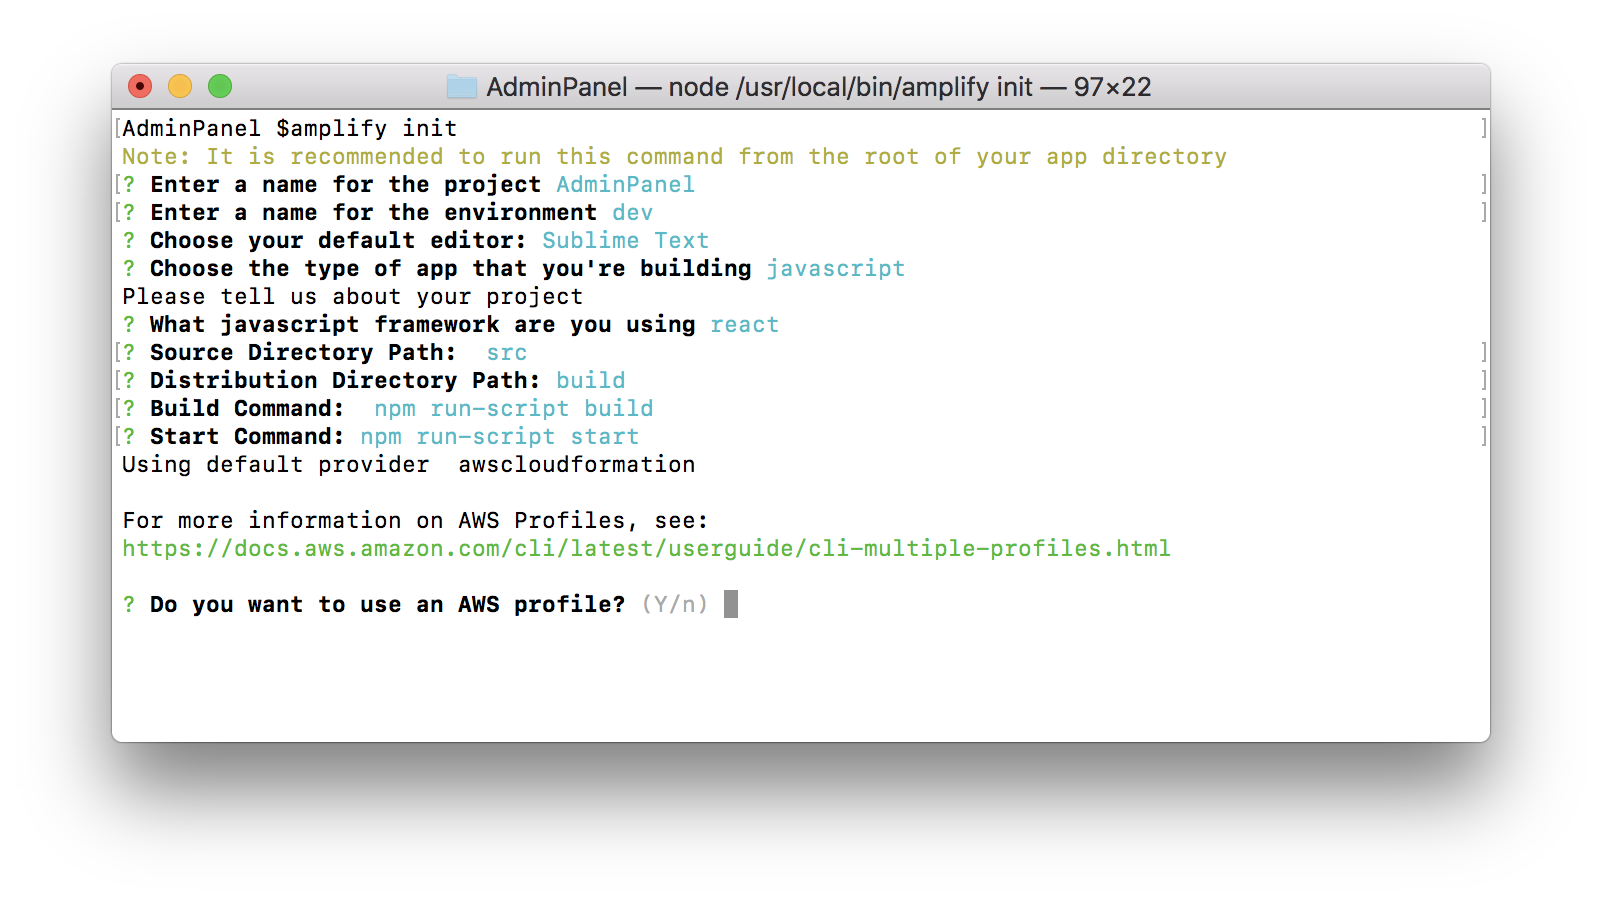 AdminPanel — node /usr/local/bin/amplify init — 97×22
[AdminPanel $amplify init ]
Note: It is recommended to run this command from the root of your app directory
[? Enter a name for the project AdminPanel ]
[? Enter a name for the environment dev ]
? Choose your default editor: Sublime Text
? Choose the type of app that you're building javascript
Please tell us about your project
? What javascript framework are you using react
[? Source Directory Path:  src ]
[? Distribution Directory Path: build ]
[? Build Command:  npm run-script build ]
[? Start Command: npm run-script start ]
Using default provider  awscloudformation
For more information on AWS Profiles, see:
https://docs.aws.amazon.com/cli/latest/userguide/cli-multiple-profiles.html
? Do you want to use an AWS profile? (Y/n)